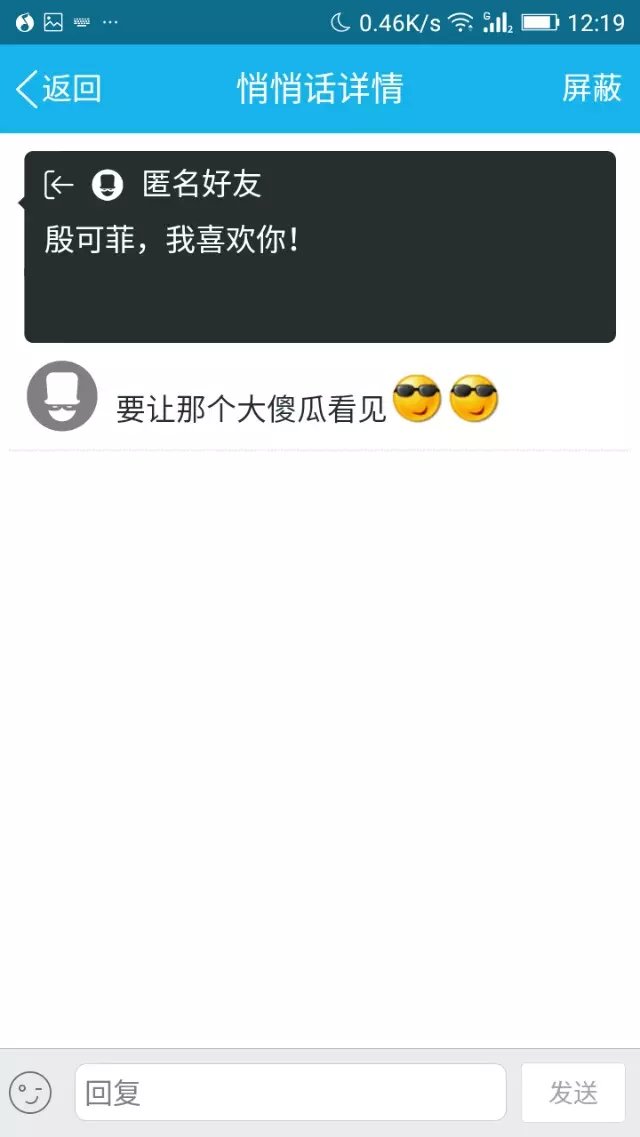 0.46K/s 12:19
返回 悄悄话详情 屏蔽
匿名好友
殷可菲，我喜欢你！
要让那个大傻瓜看见
回复 发送